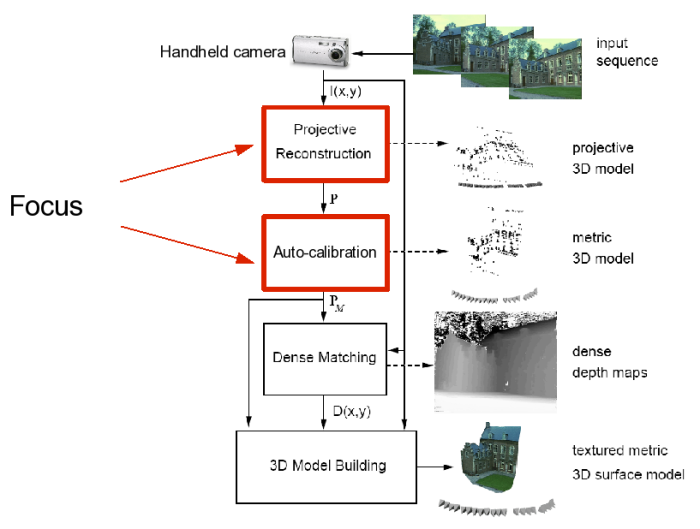 Handheld camera
input
sequence
I(x,y)
Projective
Reconstruction
projective
3D model
P
Focus
Auto-calibration
metric
3D model
P_M
Dense Matching
dense
depth maps
D(x,y)
3D Model Building
textured metric
3D surface model